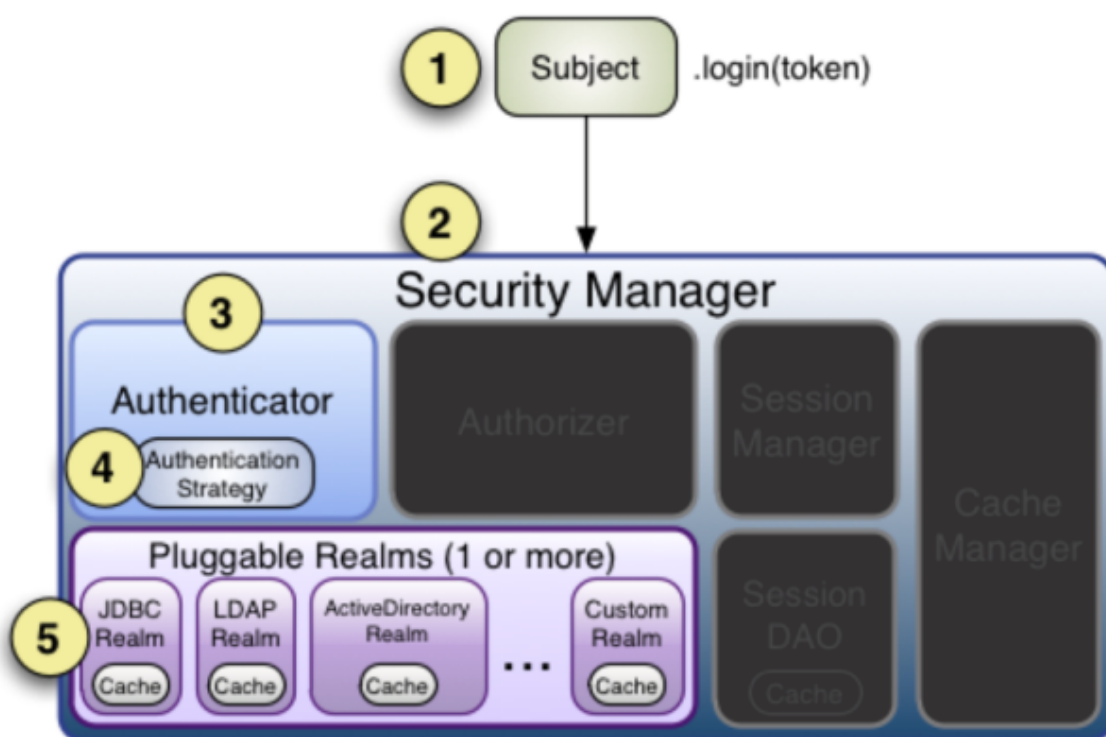 1
Subject
.login(token)
2
Security Manager
3
Authenticator
4
Authentication
Strategy
Authorizer
Session
Manager
Cache
Manager
Pluggable Realms (1 or more)
5
JDBC
Realm
Cache
LDAP
Realm
Cache
ActiveDirectory
Realm
Cache
...
Custom
Realm
Cache
Session
DAO
Cache